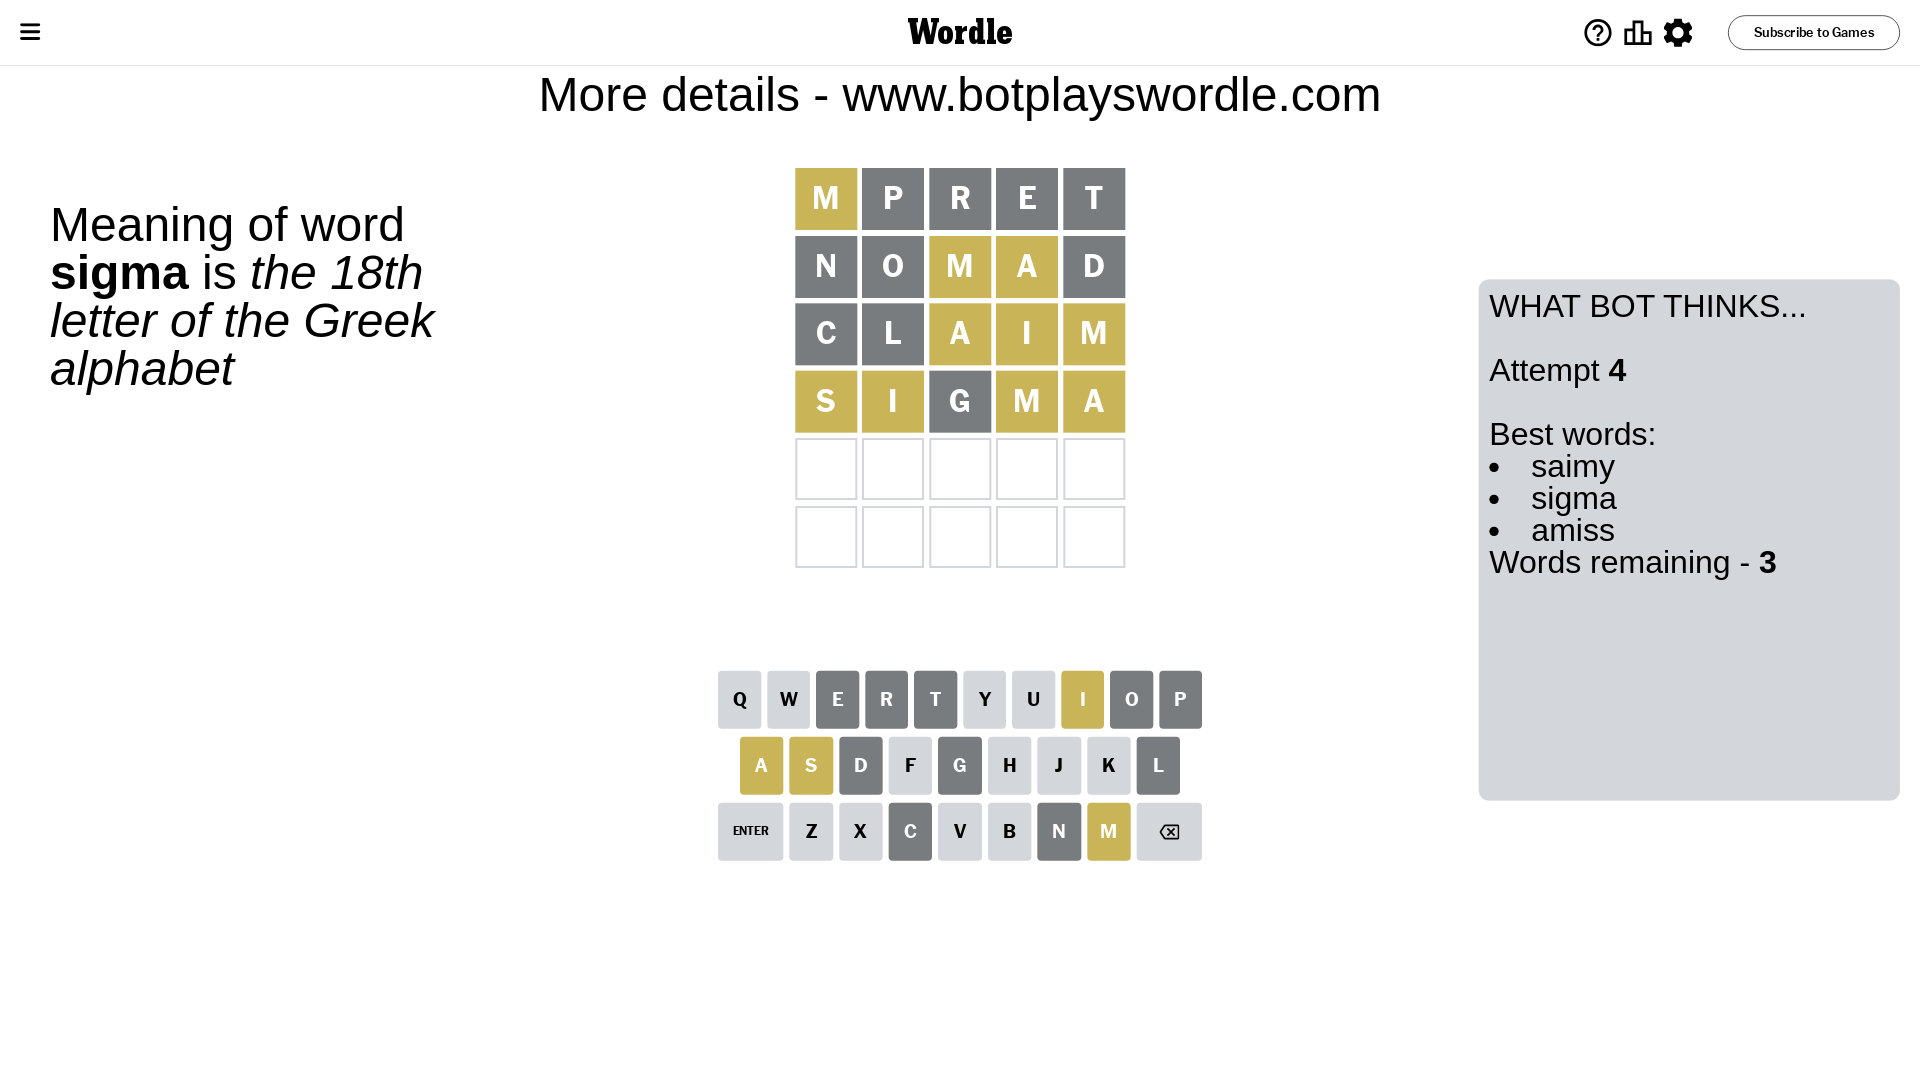 Wordle
Subscribe to Games
More details - www.botplayswordle.com
Meaning of word
sigma is the 18th
letter of the Greek
alphabet
M P R E T
N O M A D
C L A I M
S I G M A
WHAT BOT THINKS...
Attempt 4
Best words:
• saimy
• sigma
• amiss
Words remaining - 3
Q W E R T Y U I O P
A S D F G H J K L
ENTER Z X C V B N M